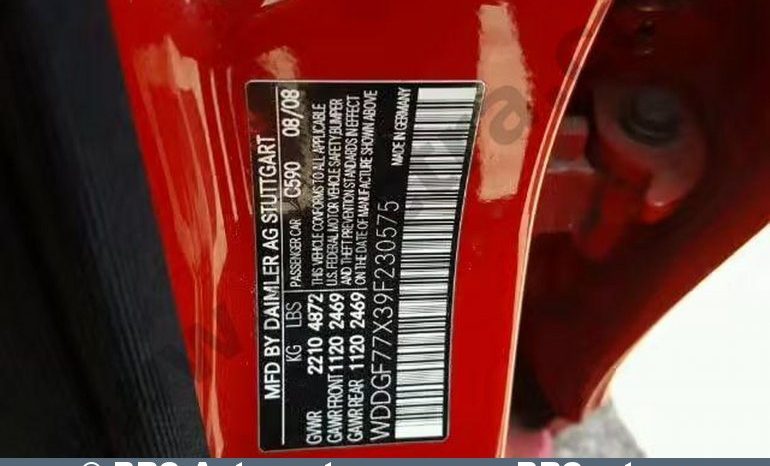 MFD BY DAIMLER AG STUTTGART
KG LBS PASSENGER CAR C590 08/08
GVWR 2210 4872 THIS VEHICLE CONFORMS TO ALL APPLICABLE
GAWR FRONT 1120 2469 U.S. FEDERAL MOTOR VEHICLE SAFETY, BUMPER
GAWR REAR 1120 2469 AND THEFT PREVENTION STANDARDS IN EFFECT
ON THE DATE OF MANUFACTURE SHOWN ABOVE
WDDGF77X39F230575
MADE IN GERMANY